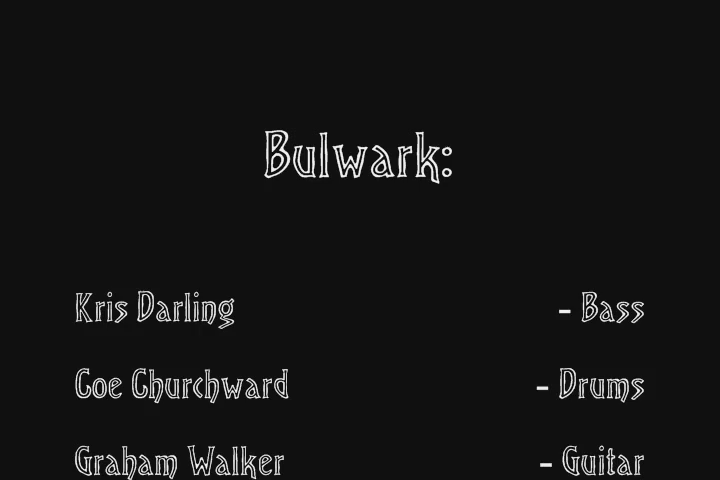 Bulwark:
Kris Darling - Bass
Coe Churchward - Drums
Graham Walker - Guitar